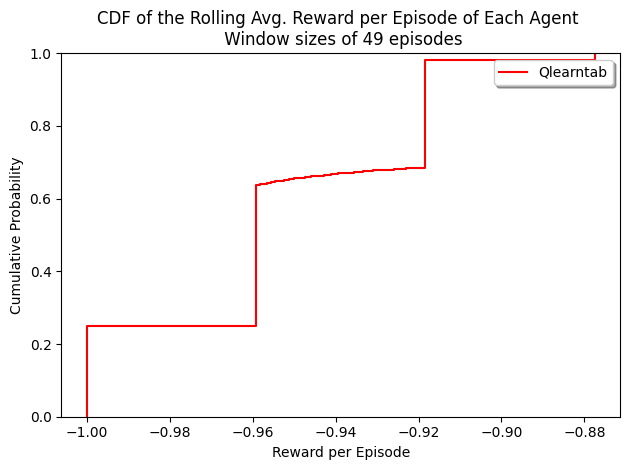 CDF of the Rolling Avg. Reward per Episode of Each Agent
Window sizes of 49 episodes
Qlearntab
Cumulative Probability
1.0
0.8
0.6
0.4
0.2
0.0
−1.00 −0.98 −0.96 −0.94 −0.92 −0.90 −0.88
Reward per Episode